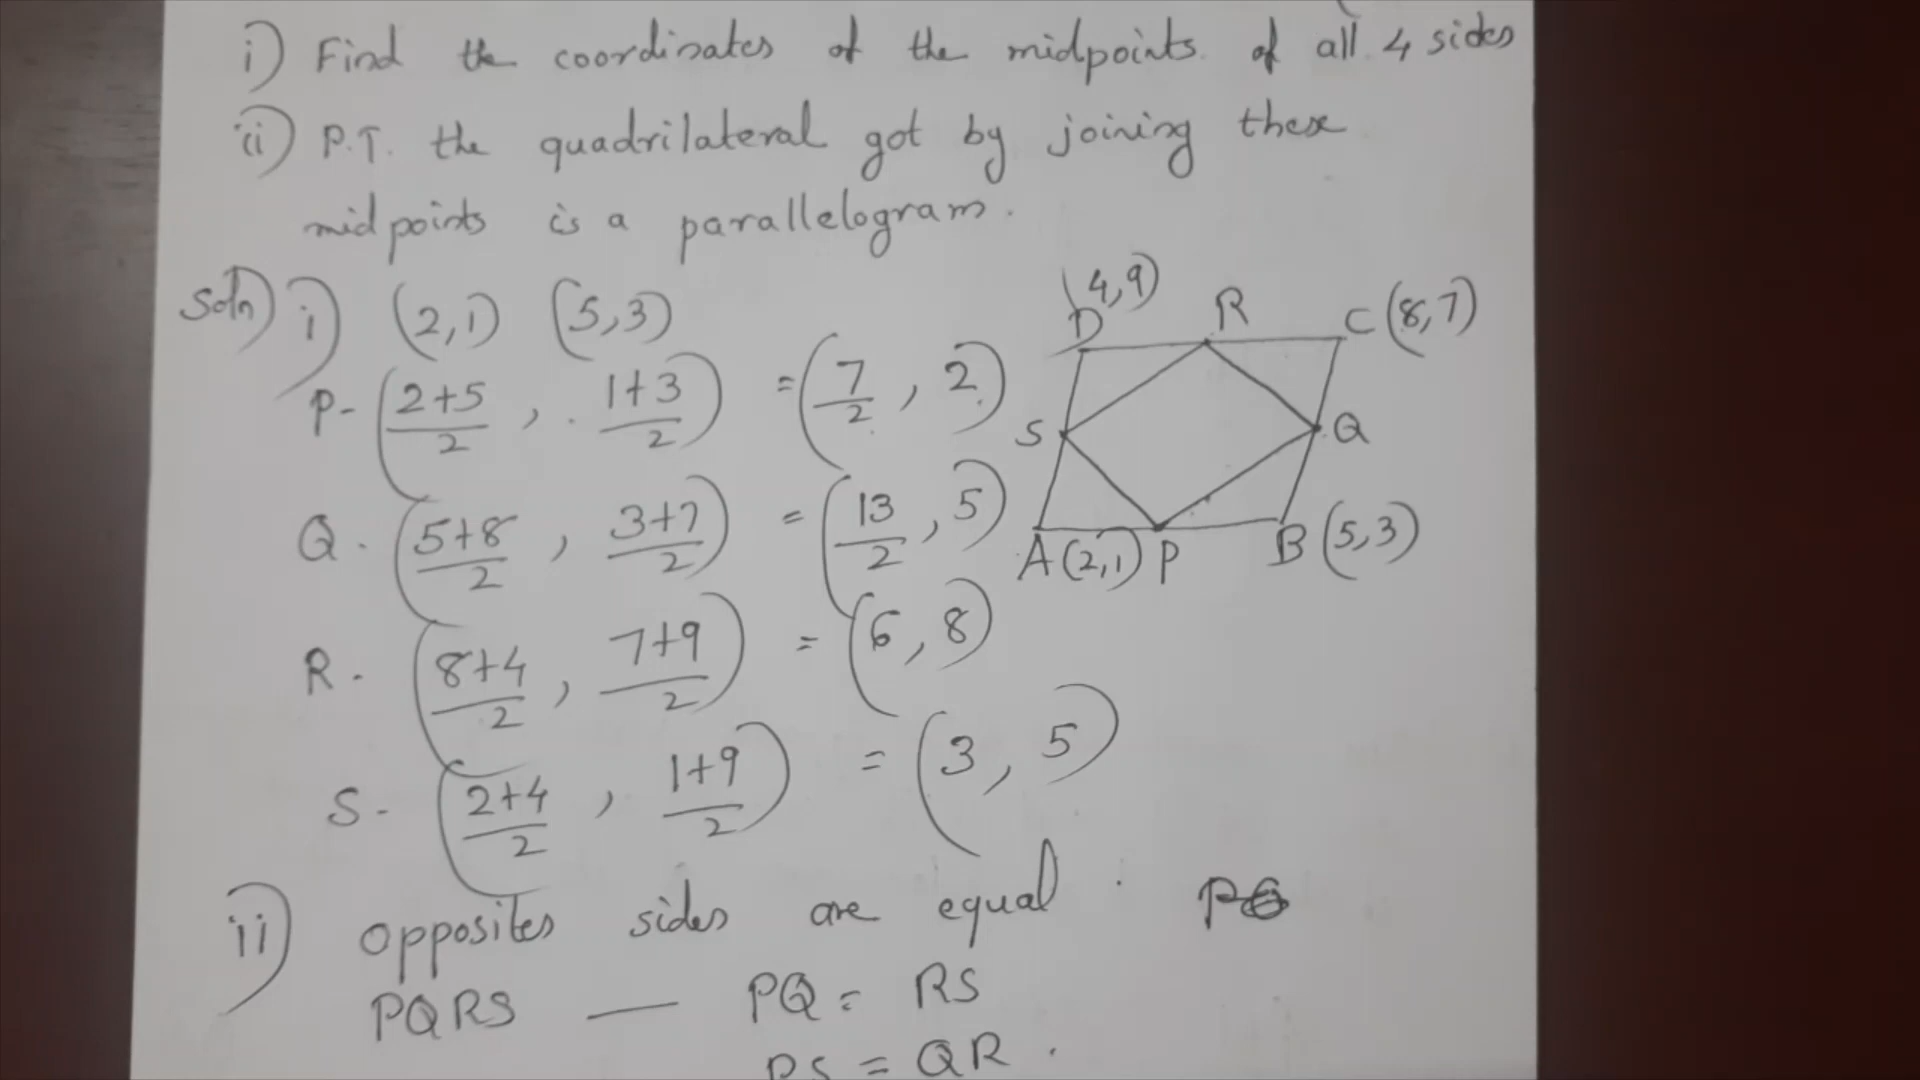 i) Find the coordinates of the midpoints of all 4 sides
ii) P.T. the quadrilateral got by joining these
midpoints is a parallelogram.
Soln) i) (2,1) (5,3)
P- (2+5/2 , 1+3/2) = (7/2 , 2)
Q. (5+8/2 , 3+7/2) = (13/2 , 5)
R. (8+4/2 , 7+9/2) = (6 , 8)
S- (2+4/2 , 1+9/2) = (3 , 5)
(4,9)
D R C (8,7)
S Q
A (2,1) P B (5,3)
ii) opposites sides are equal . PQ
PQRS — PQ = RS
PS = QR .